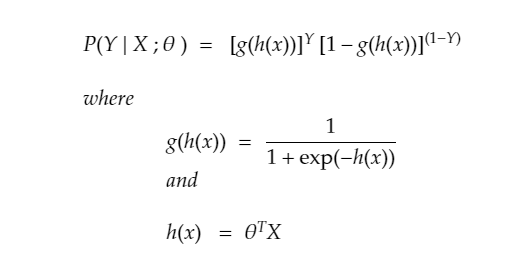 P(Y | X ; θ ) = [g(h(x))]^Y [1 – g(h(x))]^(1–Y)
where
g(h(x)) = 1 / 1 + exp(–h(x))
and
h(x) = θ^T X